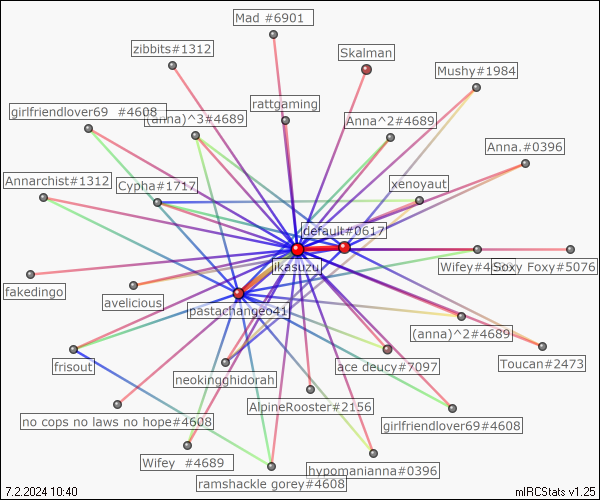 Mad #6901
zibbits#1312
Skalman
Mushy#1984
rattgaming
girlfriendlover69 #4608
(anna)^3#4689
Anna^2#4689
Anna.#0396
Annarchist#1312
Cypha#1717
xenoyaut
default#0617
ikasuzu
Wifey#4
Soxy Foxy#5076
fakedingo
avelicious
pastachangeo41
(anna)^2#4689
frisout
neokingghidorah
ace deucy#7097
Toucan#2473
AlpineRooster#2156
no cops no laws no hope#4608
girlfriendlover69#4608
Wifey #4689
ramshackle gorey#4608
hypomanianna#0396
7.2.2024 10:40
mIRCStats v1.25